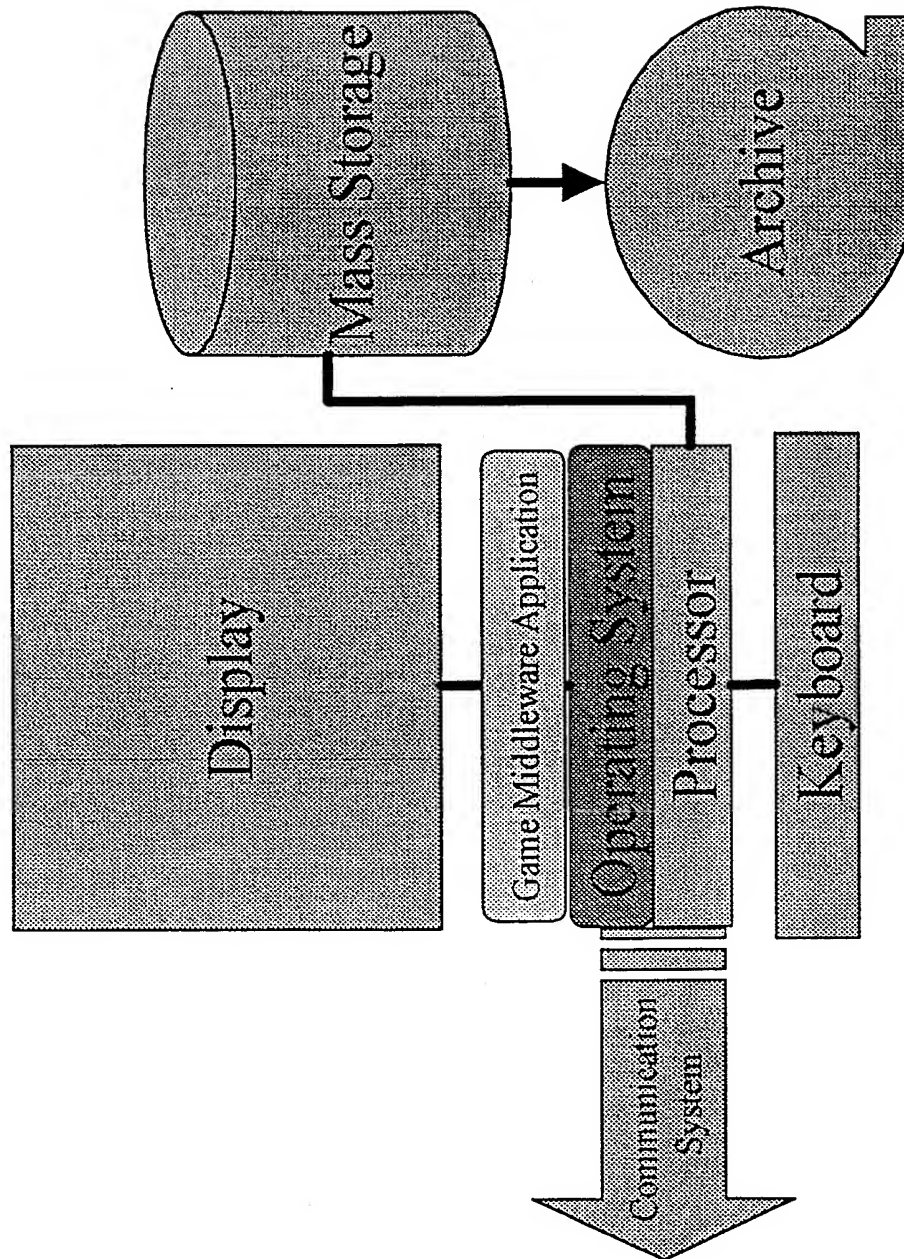 Display
Game Middleware Application
Operating System
Processor
Keyboard
Mass Storage
Archive
Communication
System